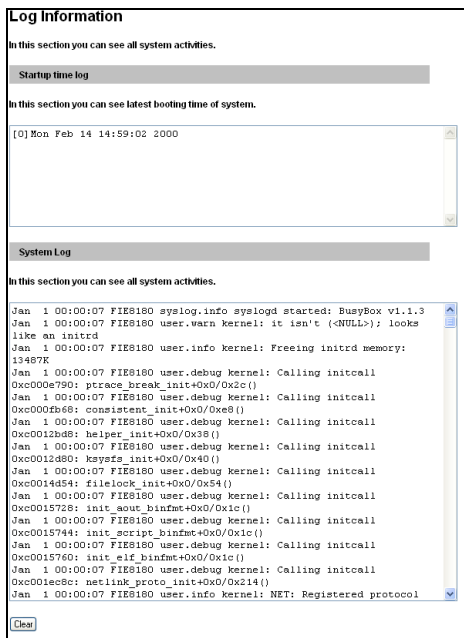 Log Information
In this section you can see all system activities.
Startup time log
In this section you can see latest booting time of system.
[0]Mon Feb 14 14:59:02 2000
System Log
In this section you can see all system activities.
Jan  1 00:00:07 FIE8180 syslog.info syslogd started: BusyBox v1.1.3
Jan  1 00:00:07 FIE8180 user.warn kernel: it isn't (<NULL>); looks
like an initrd
Jan  1 00:00:07 FIE8180 user.info kernel: Freeing initrd memory:
13487K
Jan  1 00:00:07 FIE8180 user.debug kernel: Calling initcall
0xc000e790: ptrace_break_init+0x0/0x2c()
Jan  1 00:00:07 FIE8180 user.debug kernel: Calling initcall
0xc000fb68: consistent_init+0x0/0xe8()
Jan  1 00:00:07 FIE8180 user.debug kernel: Calling initcall
0xc0012bd8: helper_init+0x0/0x38()
Jan  1 00:00:07 FIE8180 user.debug kernel: Calling initcall
0xc0012d80: ksysfs_init+0x0/0x40()
Jan  1 00:00:07 FIE8180 user.debug kernel: Calling initcall
0xc0014d54: filelock_init+0x0/0x54()
Jan  1 00:00:07 FIE8180 user.debug kernel: Calling initcall
0xc0015728: init_aout_binfmt+0x0/0x1c()
Jan  1 00:00:07 FIE8180 user.debug kernel: Calling initcall
0xc0015744: init_script_binfmt+0x0/0x1c()
Jan  1 00:00:07 FIE8180 user.debug kernel: Calling initcall
0xc0015760: init_elf_binfmt+0x0/0x1c()
Jan  1 00:00:07 FIE8180 user.debug kernel: Calling initcall
0xc001ec8c: netlink_proto_init+0x0/0x214()
Jan  1 00:00:07 FIE8180 user.info kernel: NET: Registered protocol
Clear